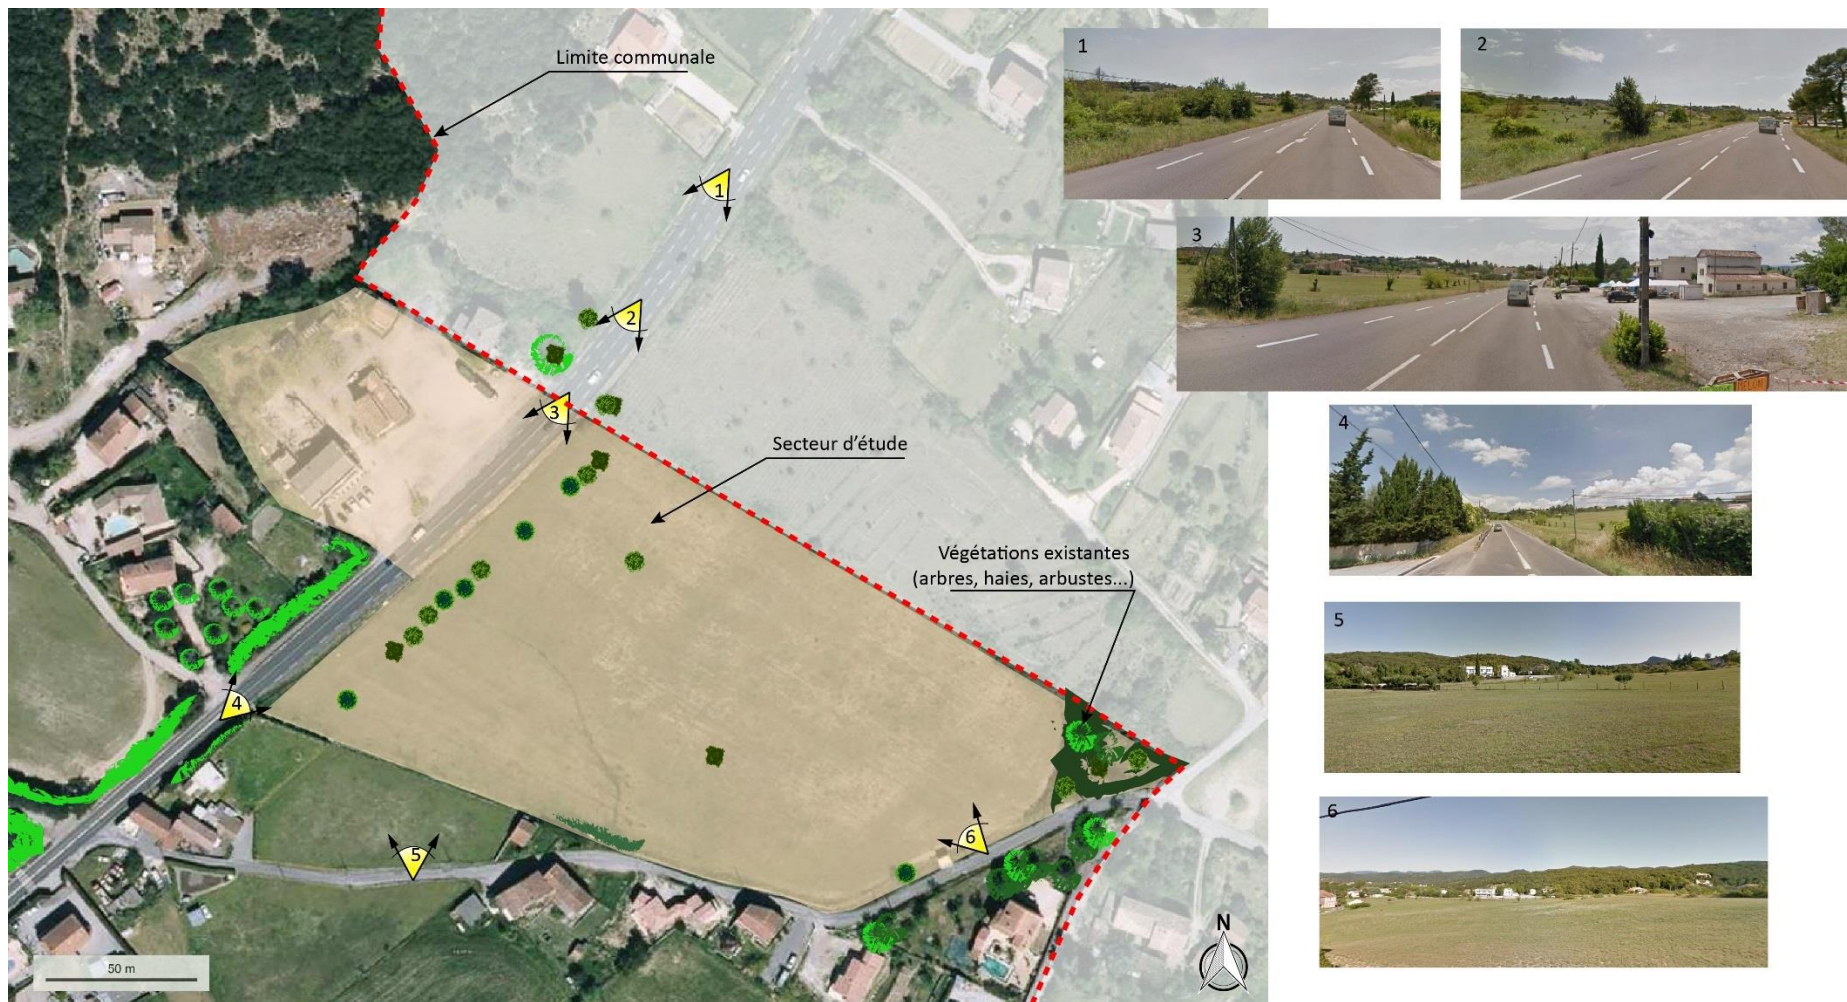 Limite communale
1
2
1
2
3
3
4
Secteur d'étude
Végétations existantes
(arbres, haies, arbustes...)
5
4
5
6
6
N
50 m